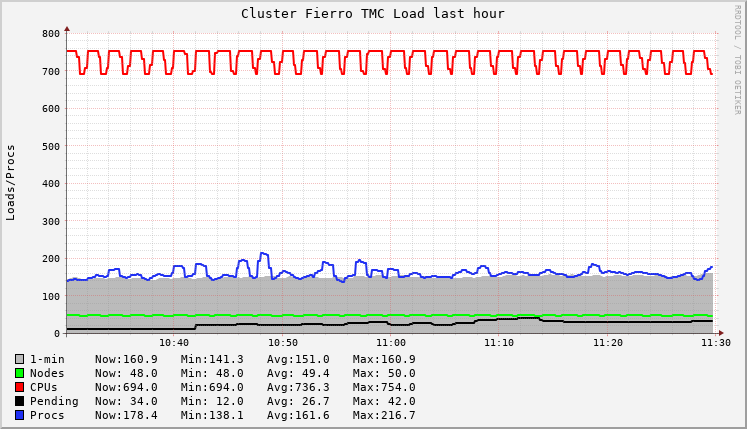 Cluster Fierro TMC Load last hour
RRDTOOL / TOBI OETIKER
Loads/Procs
800
700
600
500
400
300
200
100
0
10:40 10:50 11:00 11:10 11:20 11:30
1-min Now:160.9 Min:141.3 Avg:151.0 Max:160.9
Nodes Now: 48.0 Min: 48.0 Avg: 49.4 Max: 50.0
CPUs Now:694.0 Min:694.0 Avg:736.3 Max:754.0
Pending Now: 34.0 Min: 12.0 Avg: 26.7 Max: 42.0
Procs Now:178.4 Min:138.1 Avg:161.6 Max:216.7